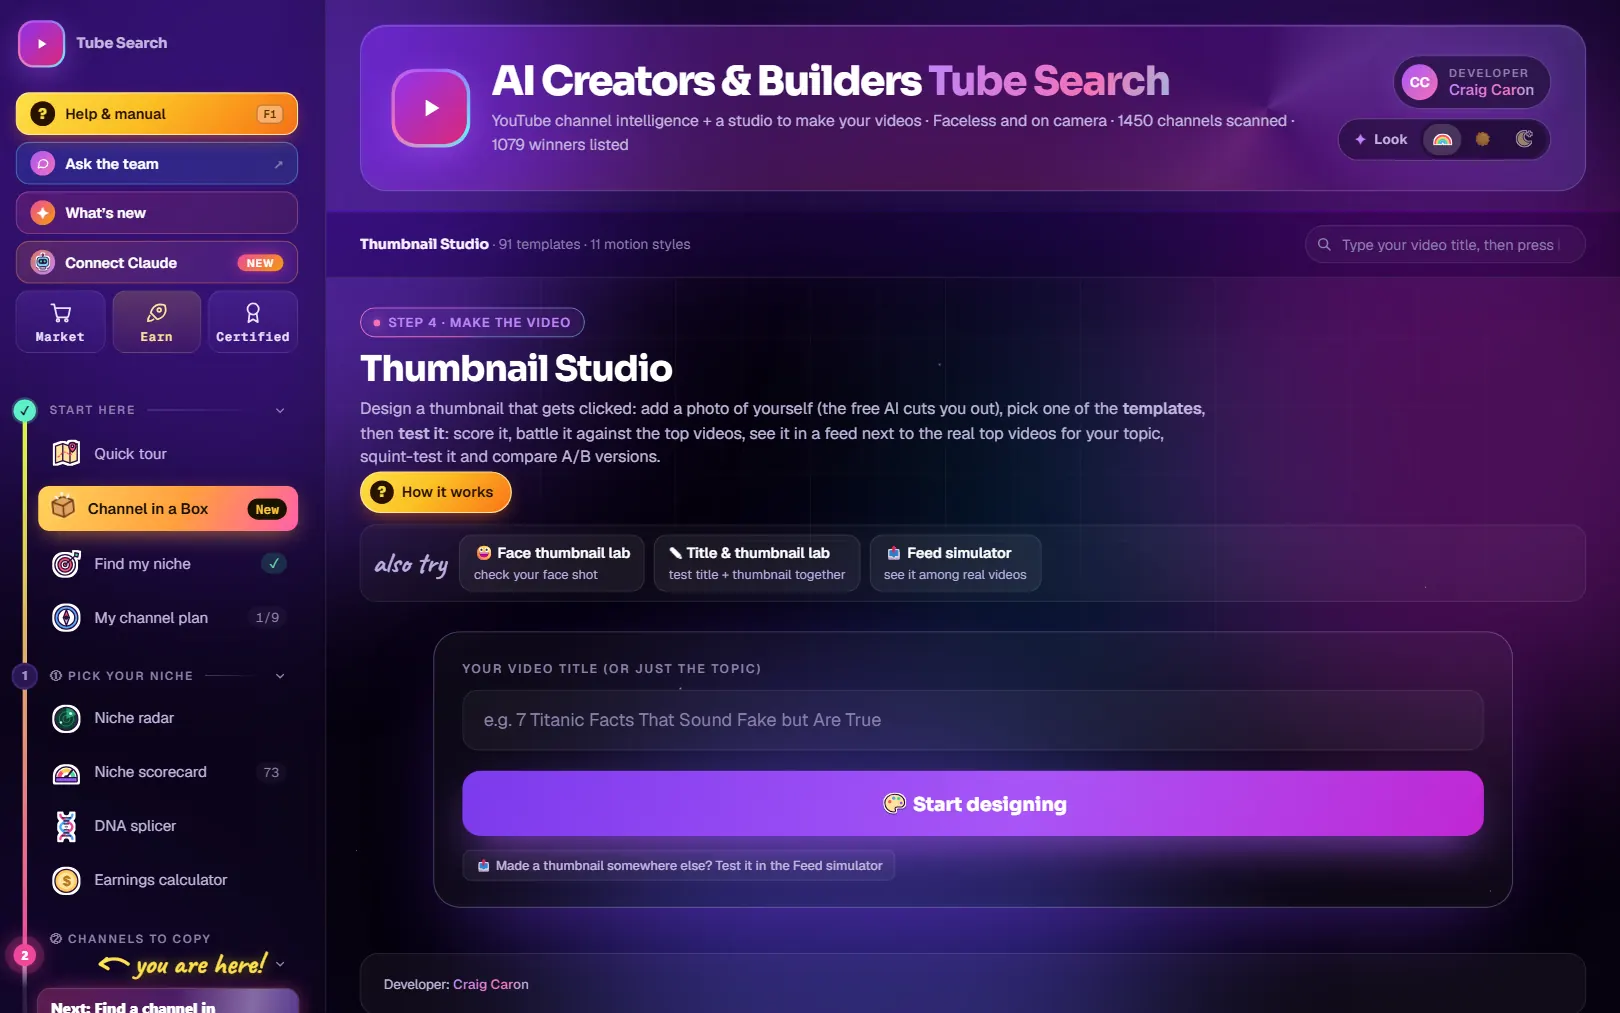 Tube Search
Help & manual F1
Ask the team ↗
What's new
Connect Claude NEW
Market Earn Certified
START HERE
Quick tour
Channel in a Box New
Find my niche ✓
My channel plan 1/9
1 ① PICK YOUR NICHE
Niche radar
Niche scorecard 73
DNA splicer
Earnings calculator
② CHANNELS TO COPY
2 you are here!
Next: Find a channel in
AI Creators & Builders Tube Search
YouTube channel intelligence + a studio to make your videos · Faceless and on camera · 1450 channels scanned ·
1079 winners listed
CC DEVELOPER
Craig Caron
Look
Thumbnail Studio · 91 templates · 11 motion styles
Type your video title, then press
STEP 4 · MAKE THE VIDEO
Thumbnail Studio
Design a thumbnail that gets clicked: add a photo of yourself (the free AI cuts you out), pick one of the templates,
then test it: score it, battle it against the top videos, see it in a feed next to the real top videos for your topic,
squint-test it and compare A/B versions.
? How it works
also try
Face thumbnail lab
check your face shot
Title & thumbnail lab
test title + thumbnail together
Feed simulator
see it among real videos
YOUR VIDEO TITLE (OR JUST THE TOPIC)
e.g. 7 Titanic Facts That Sound Fake but Are True
Start designing
Made a thumbnail somewhere else? Test it in the Feed simulator
Developer: Craig Caron